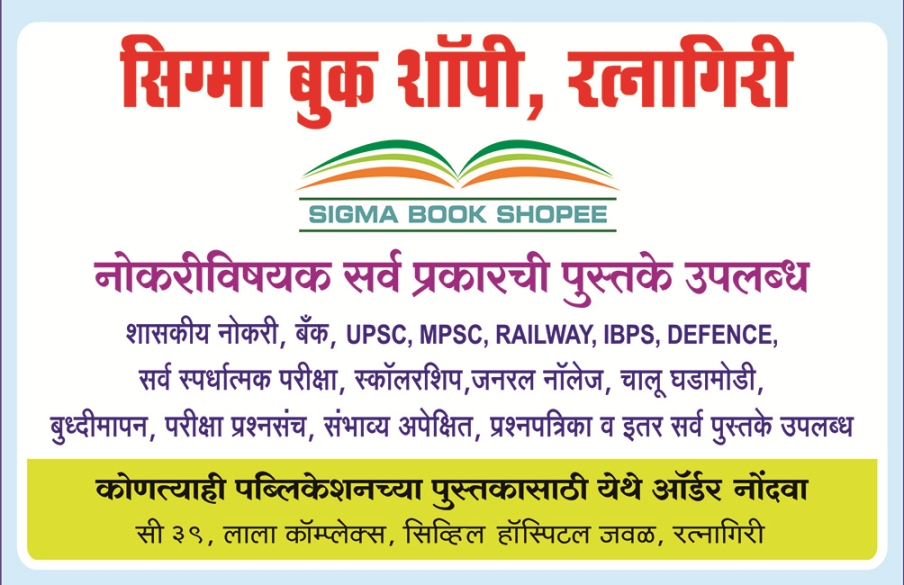 सिग्मा बुक शॉपी, रत्नागिरी
SIGMA BOOK SHOPEE
नोकरीविषयक सर्व प्रकारची पुस्तके उपलब्ध
शासकीय नोकरी, बँक, UPSC, MPSC, RAILWAY, IBPS, DEFENCE,
सर्व स्पर्धात्मक परीक्षा, स्कॉलरशिप,जनरल नॉलेज, चालू घडामोडी,
बुध्दीमापन, परीक्षा प्रश्नसंच, संभाव्य अपेक्षित, प्रश्नपत्रिका व इतर सर्व पुस्तके उपलब्ध
कोणत्याही पब्लिकेशनच्या पुस्तकासाठी येथे ऑर्डर नोंदवा
सी ३९, लाला कॉम्प्लेक्स, सिव्हिल हॉस्पिटल जवळ, रत्नागिरी